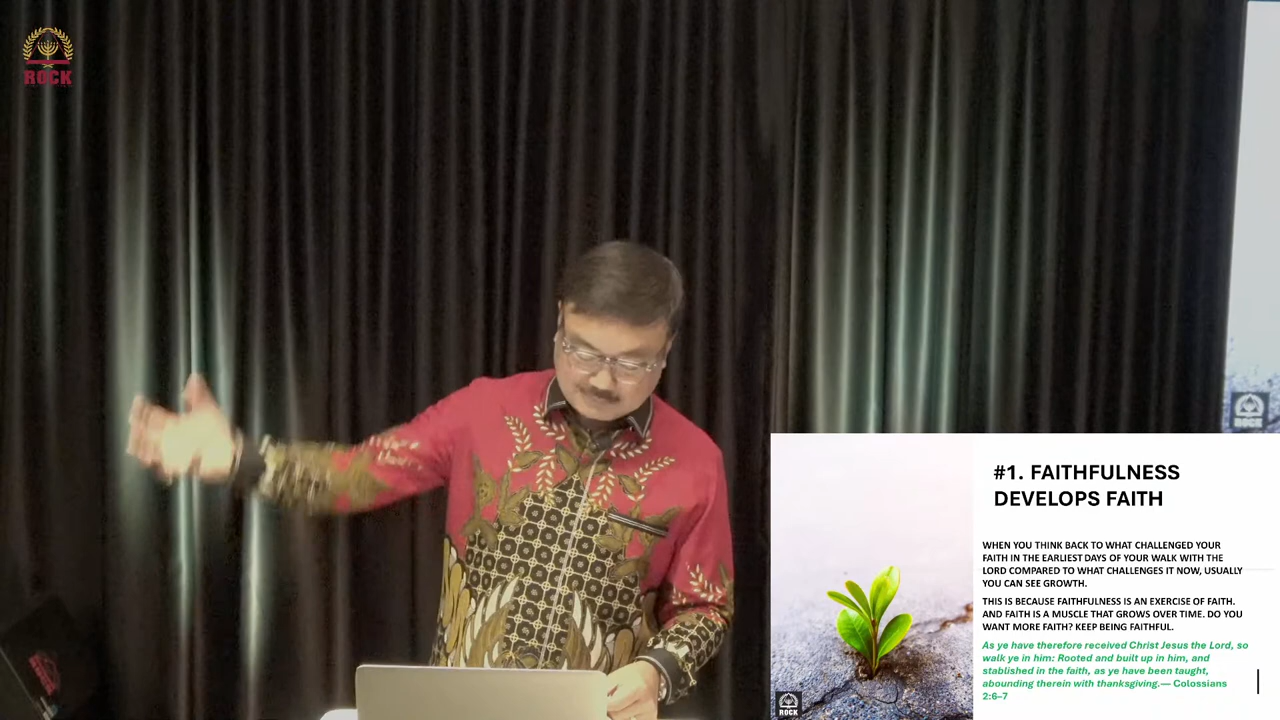 ROCK
#1. FAITHFULNESS
DEVELOPS FAITH
WHEN YOU THINK BACK TO WHAT CHALLENGED YOUR
FAITH IN THE EARLIEST DAYS OF YOUR WALK WITH THE
LORD COMPARED TO WHAT CHALLENGES IT NOW, USUALLY
YOU CAN SEE GROWTH.
THIS IS BECAUSE FAITHFULNESS IS AN EXERCISE OF FAITH.
AND FAITH IS A MUSCLE THAT GROWS OVER TIME. DO YOU
WANT MORE FAITH? KEEP BEING FAITHFUL.
As ye have therefore received Christ Jesus the Lord, so
walk ye in him: Rooted and built up in him, and
stablished in the faith, as ye have been taught,
abounding therein with thanksgiving.— Colossians
2:6–7
ROCK
ROCK